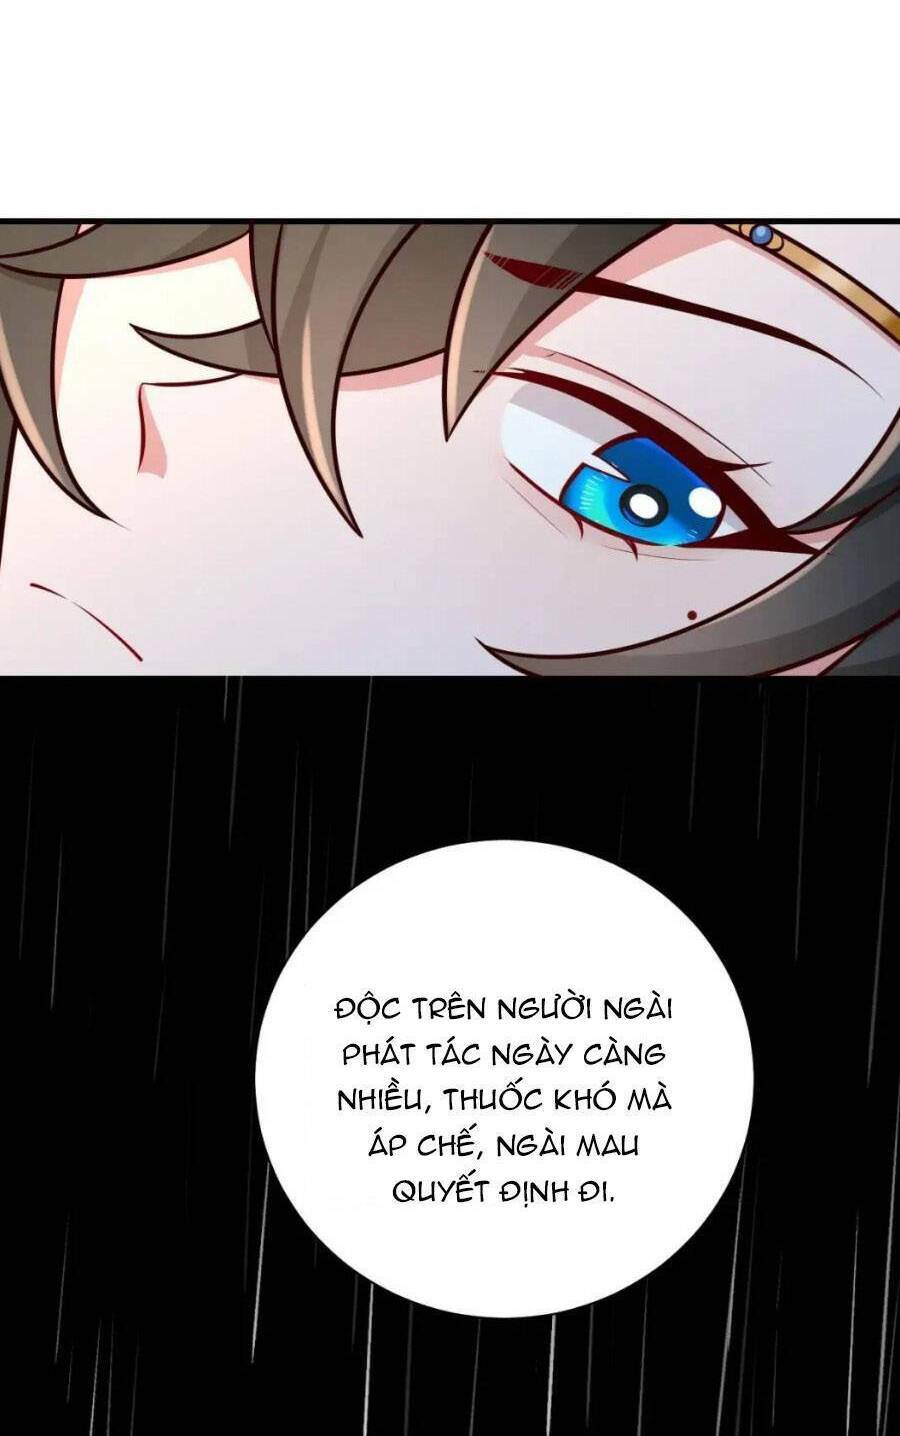 ĐỘC TRÊN NGƯỜI NGÀI
PHÁT TÁC NGÀY CÀNG
NHIỀU, THUỐC KHÓ MÀ
ÁP CHẾ, NGÀI MAU
QUYẾT ĐỊNH ĐI.